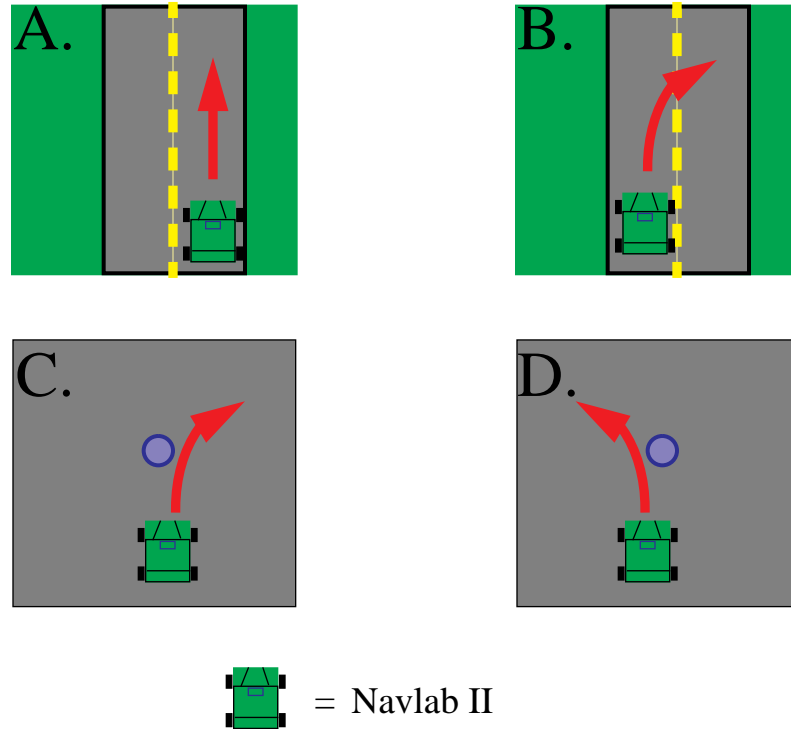 A.
B.
C.
D.
= Navlab II